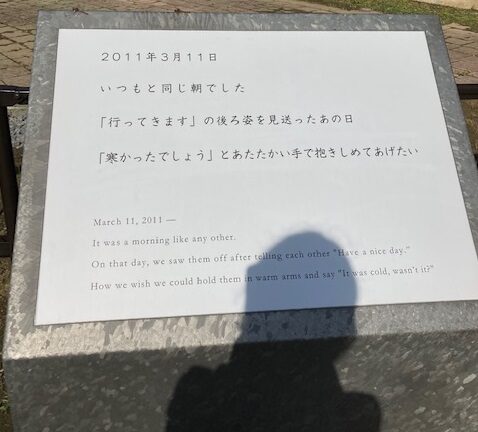 2011年3月11日
いつもと同じ朝でした
「行ってきます」の後ろ姿を見送ったあの日
「寒かったでしょう」とあたたかい手で抱きしめてあげたい
March 11, 2011 —
It was a morning like any other.
On that day, we saw them off after telling each other "Have a nice day."
How we wish we could hold them in warm arms and say "It was cold, wasn't it?"